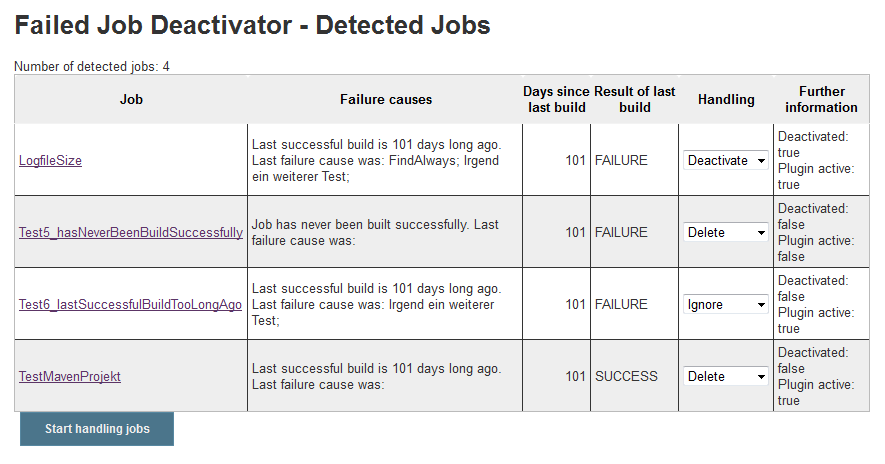 Failed Job Deactivator - Detected Jobs
Number of detected jobs: 4
Job
Failure causes
Days since
last build
Result of last
build
Handling
Further
information
LogfileSize
Last successful build is 101 days long ago.
Last failure cause was: FindAlways; Irgend
ein weiterer Test;
101
FAILURE
Deactivate
Deactivated:
true
Plugin active:
true
Test5_hasNeverBeenBuildSuccessfully
Job has never been built successfully. Last
failure cause was:
101
FAILURE
Delete
Deactivated:
false
Plugin active:
false
Test6_lastSuccessfulBuildTooLongAgo
Last successful build is 101 days long ago.
Last failure cause was: Irgend ein weiterer
Test;
101
FAILURE
Ignore
Deactivated:
false
Plugin active:
true
TestMavenProjekt
Last successful build is 101 days long ago.
Last failure cause was:
101
SUCCESS
Delete
Deactivated:
false
Plugin active:
true
Start handling jobs